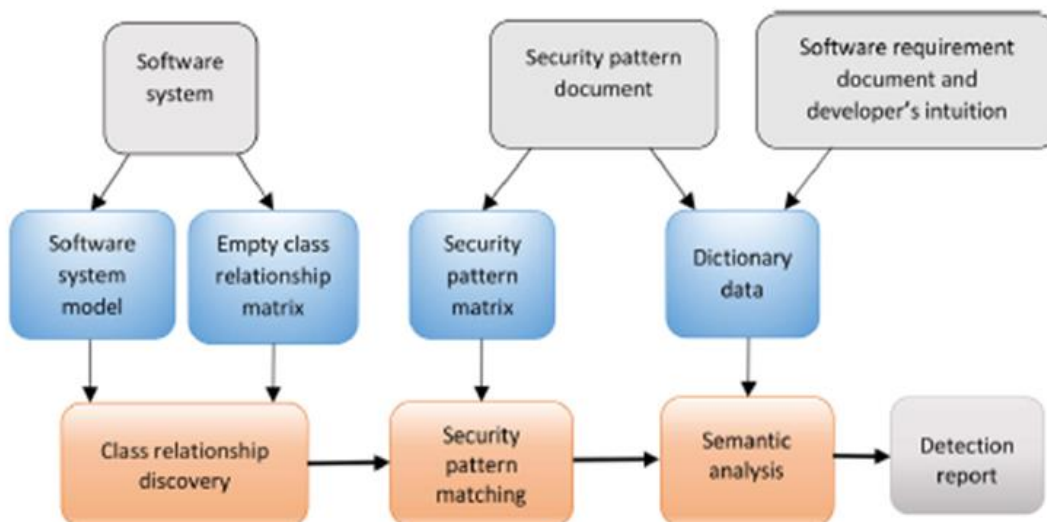 Software
system
Security pattern
document
Software requirement
document and
developer's intuition
Software
system
model
Empty class
relationship
matrix
Security
pattern
matrix
Dictionary
data
Class relationship
discovery
Security
pattern
matching
Semantic
analysis
Detection
report